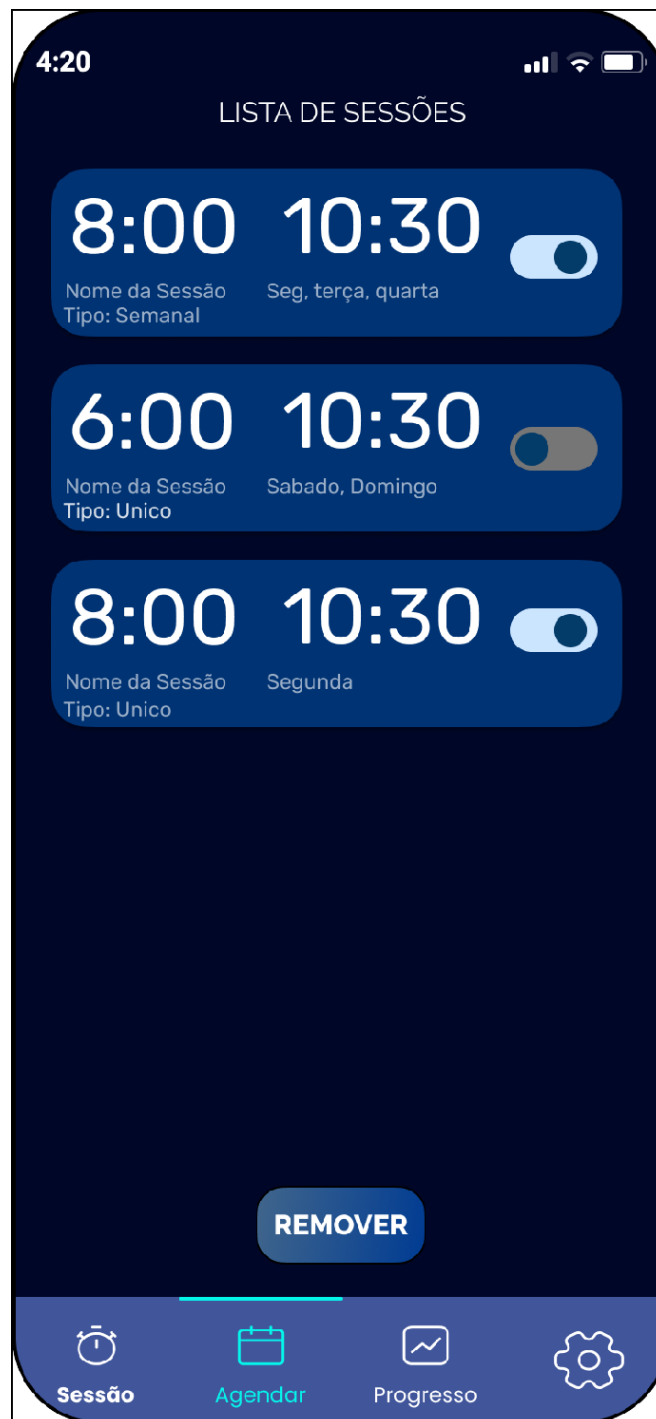 4:20
LISTA DE SESSÕES
8:00 10:30
Nome da Sessão Seg, terça, quarta
Tipo: Semanal
6:00 10:30
Nome da Sessão Sabado, Domingo
Tipo: Unico
8:00 10:30
Nome da Sessão Segunda
Tipo: Unico
REMOVER
Sessão Agendar Progresso